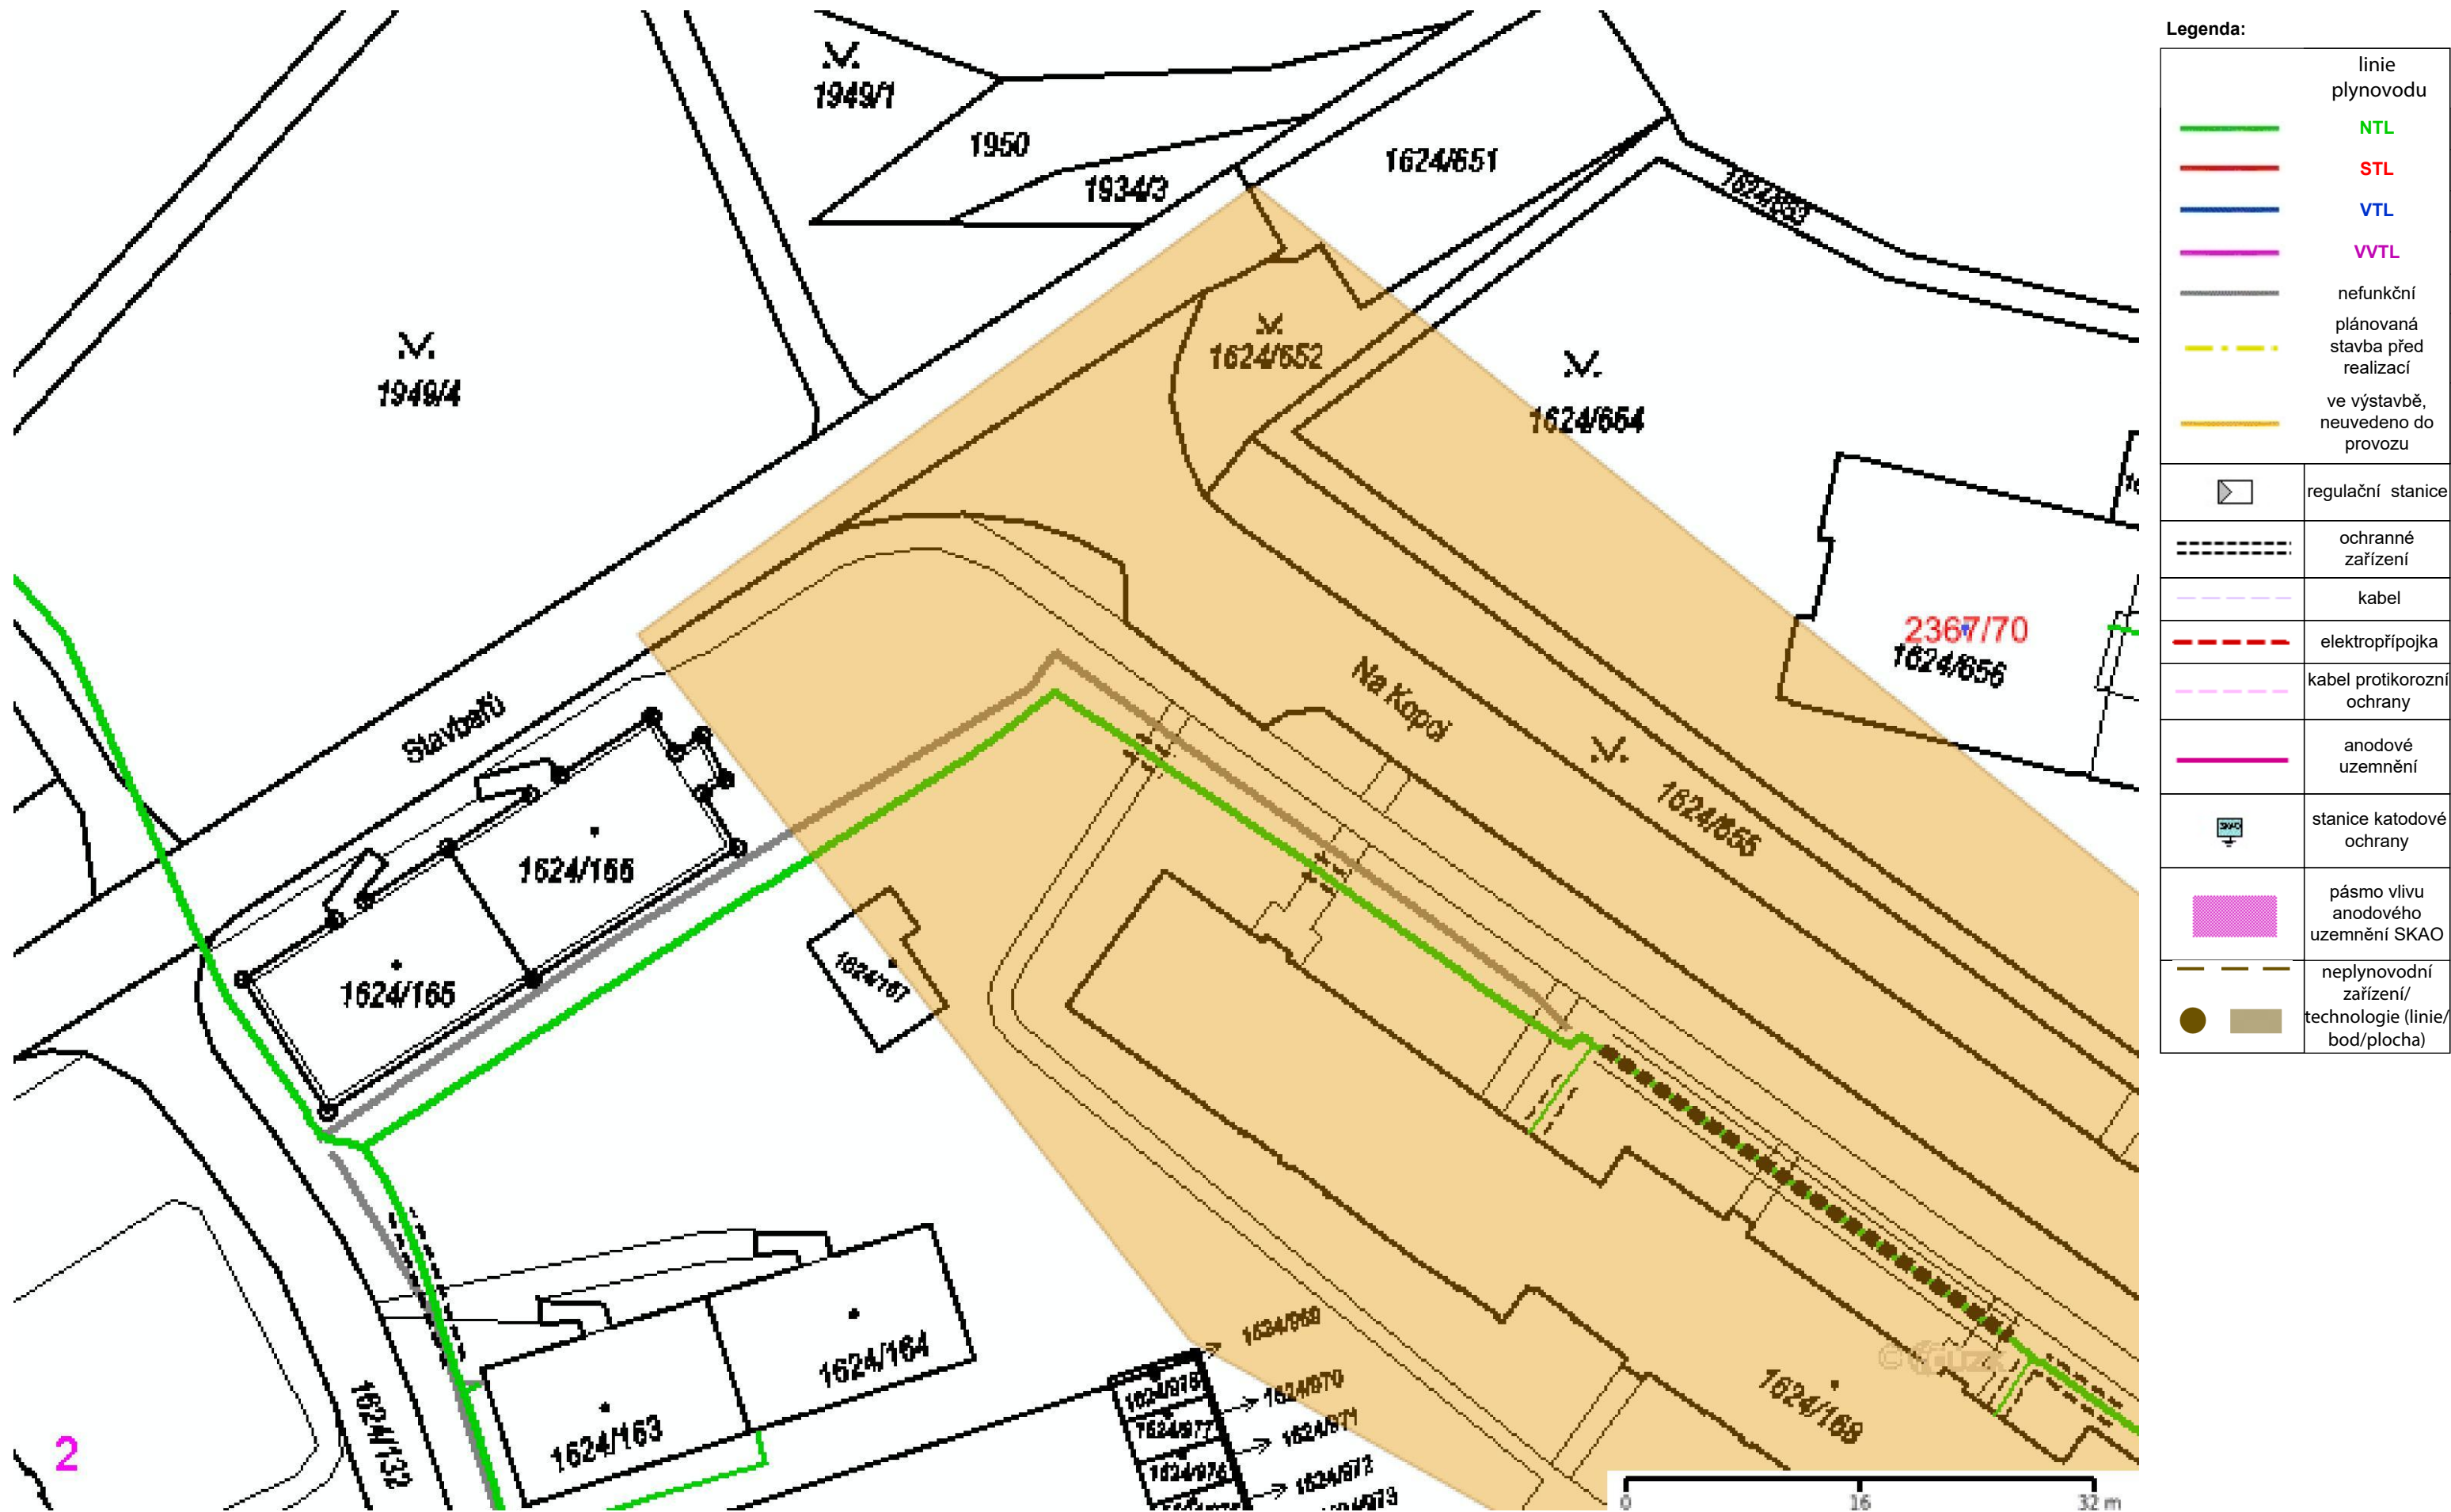 1949/1
1950
1934/3
1624/651
1624/653
1949/4
1624/652
1624/654
2367/70
1624/656
Stavbařů
Na Kopci
1624/655
1624/166
1624/165
1624/167
1624/164
1624/163
1624/132
2
1624/969
1624/970
1624/971
1624/972
1624/978
1624/977
1624/976
1624/168
0 16 32 m
Legenda:
linie
plynovodu
NTL
STL
VTL
VVTL
nefunkční
plánovaná
stavba před
realizací
ve výstavbě,
neuvedeno do
provozu
regulační stanice
ochranné
zařízení
kabel
elektropřípojka
kabel protikorozní
ochrany
anodové
uzemnění
SKAO
stanice katodové
ochrany
pásmo vlivu
anodového
uzemnění SKAO
neplynovodní
zařízení/
technologie (linie/
bod/plocha)